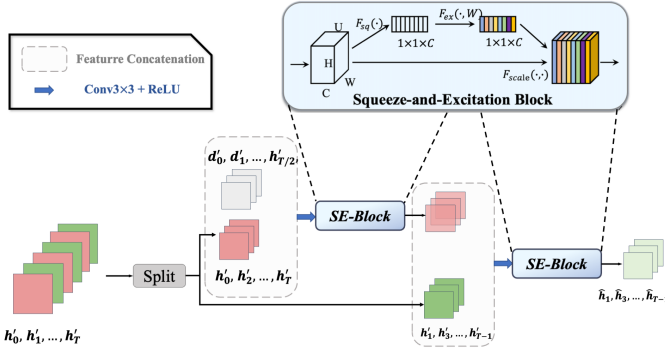 Featurre Concatenation
Conv3×3 + ReLU
U
H
W
C
F_sq(·)
1×1×C
F_ex(·,W)
1×1×C
F_scale(·,·)
Squeeze-and-Excitation Block
d′_0, d′_1, ..., h′_{T/2}
SE-Block
h′_0, h′_2, ..., h′_T
Split
h′_0, h′_1, ..., h′_T
h′_1, h′_3, ..., h′_{T−1}
SE-Block
ĥ_1, ĥ_3, ..., ĥ_{T−